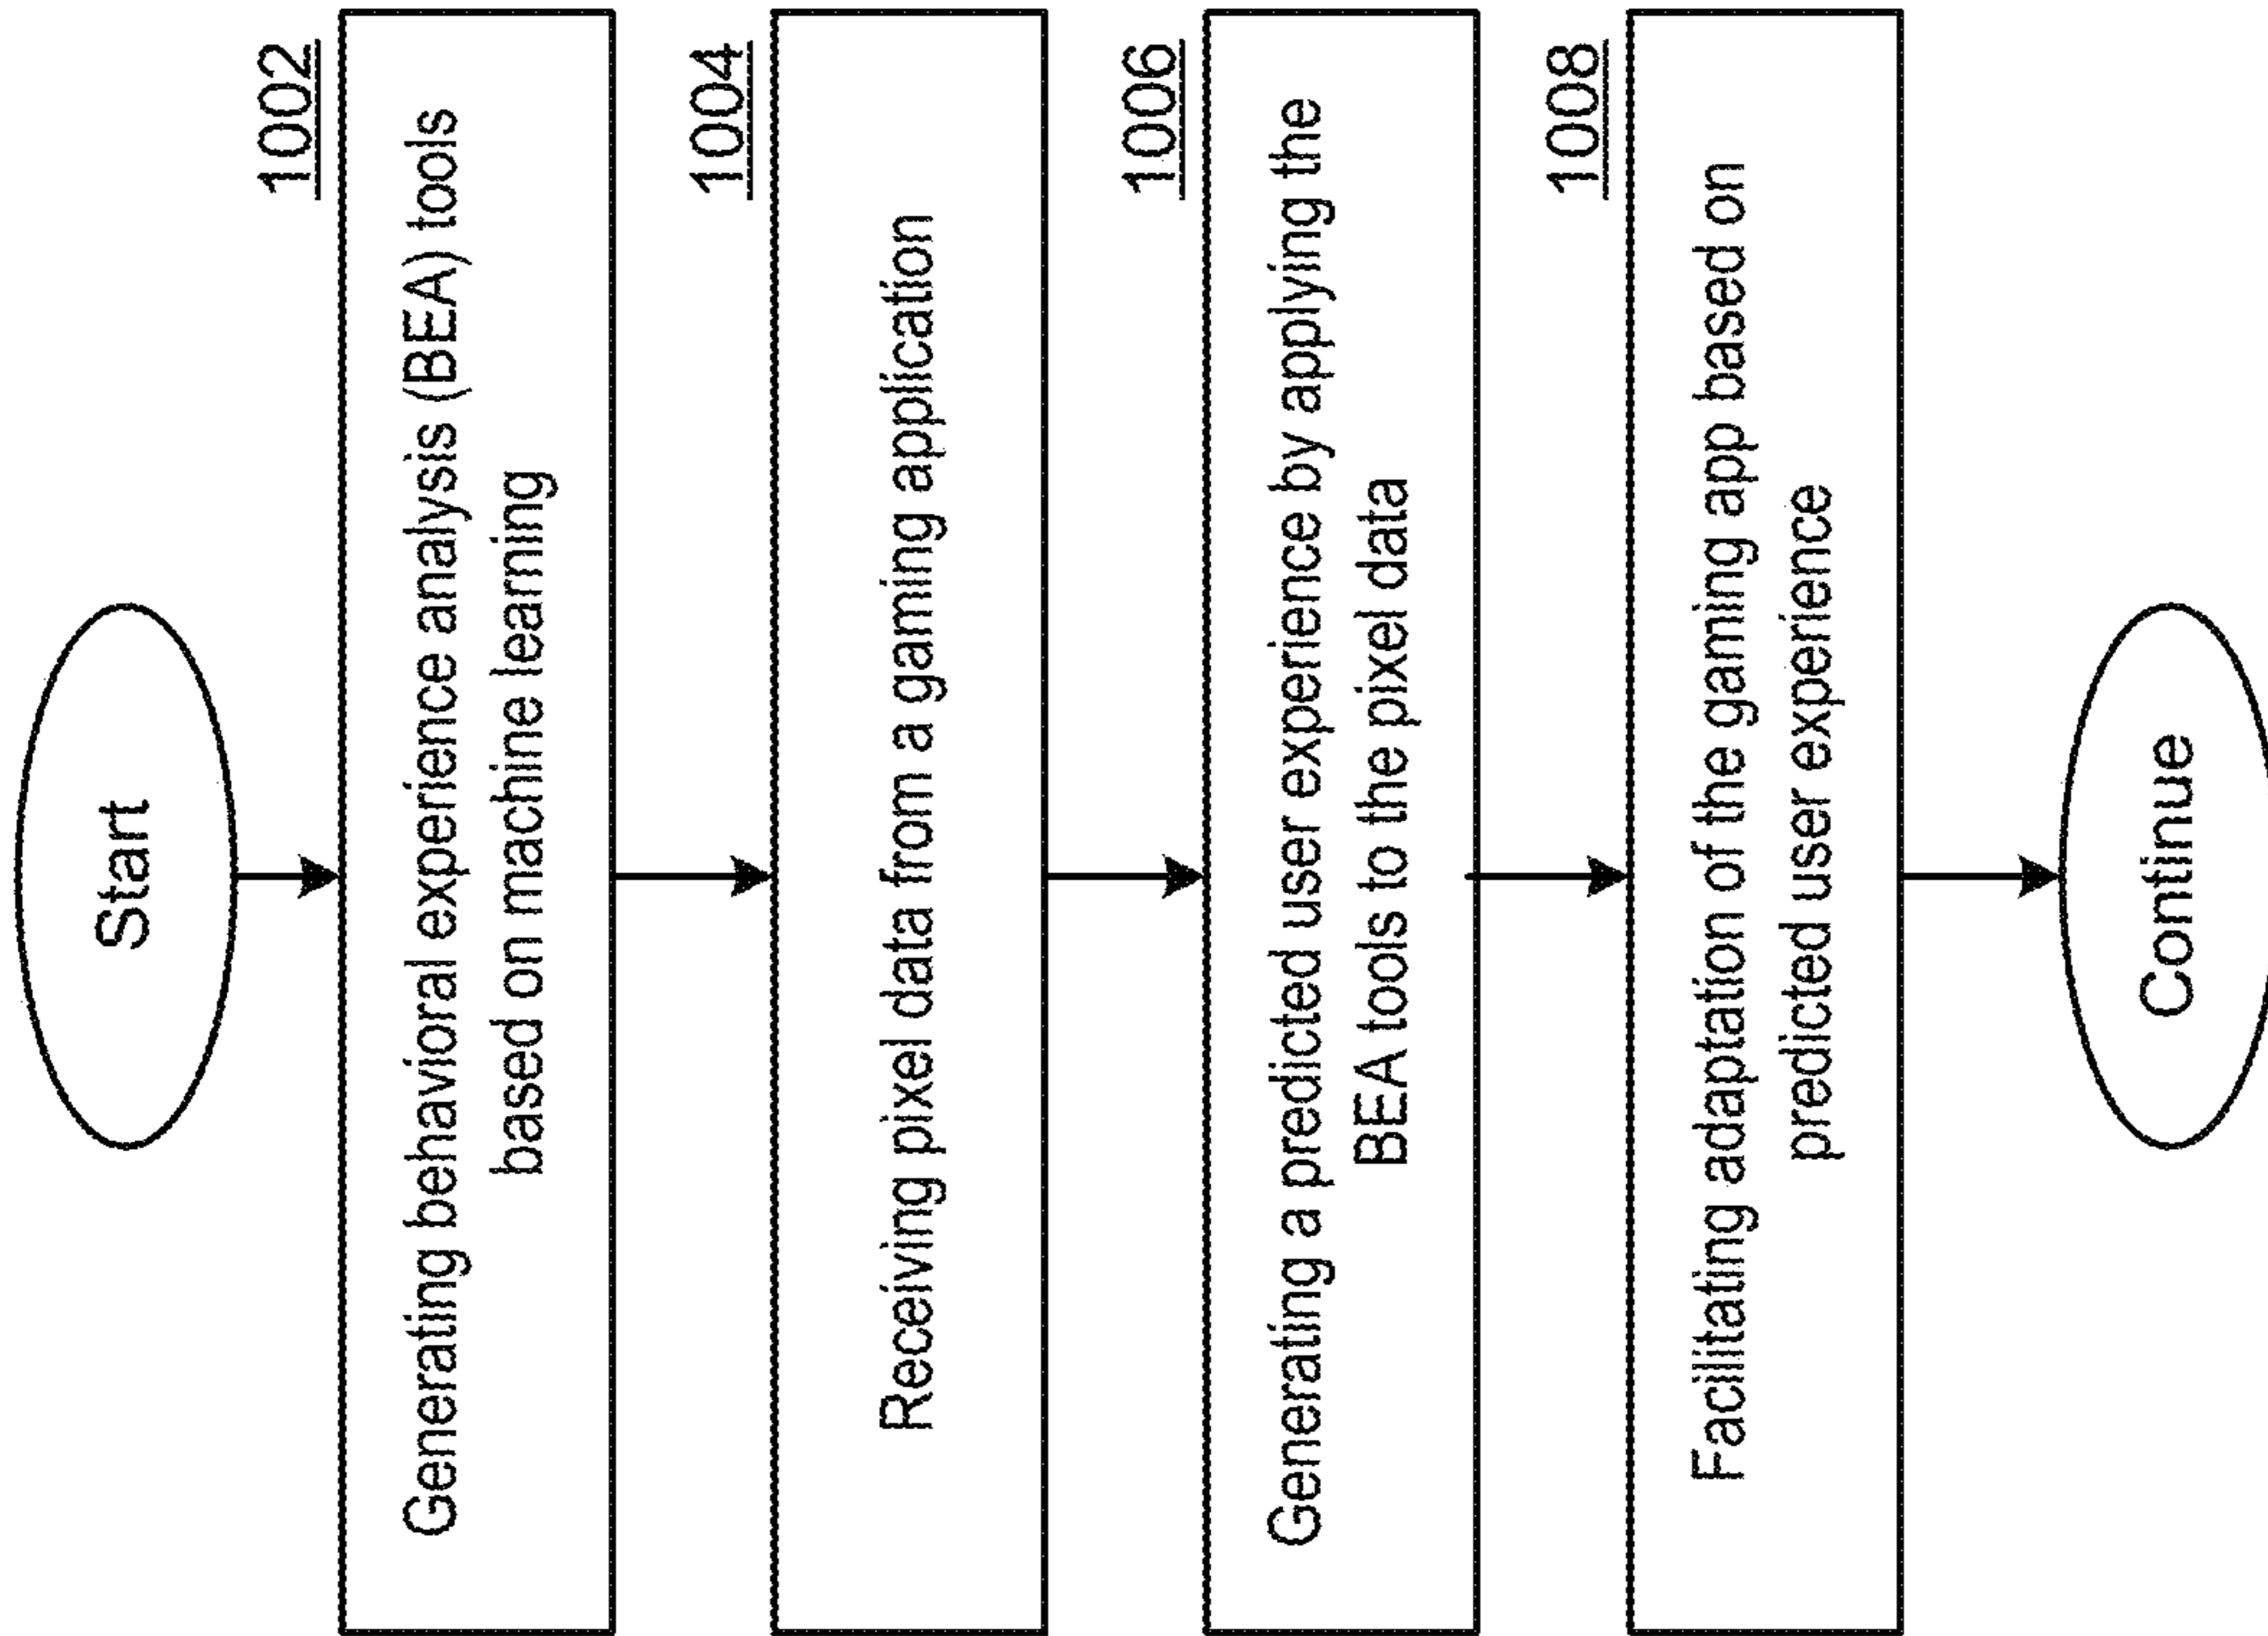 Start
1002
Generating behavioral experience analysis (BEA) tools
based on machine learning
1004
Receiving pixel data from a gaming application
1006
Generating a predicted user experience by applying the
BEA tools to the pixel data
1008
Facilitating adaptation of the gaming app based on
predicted user experience
Continue